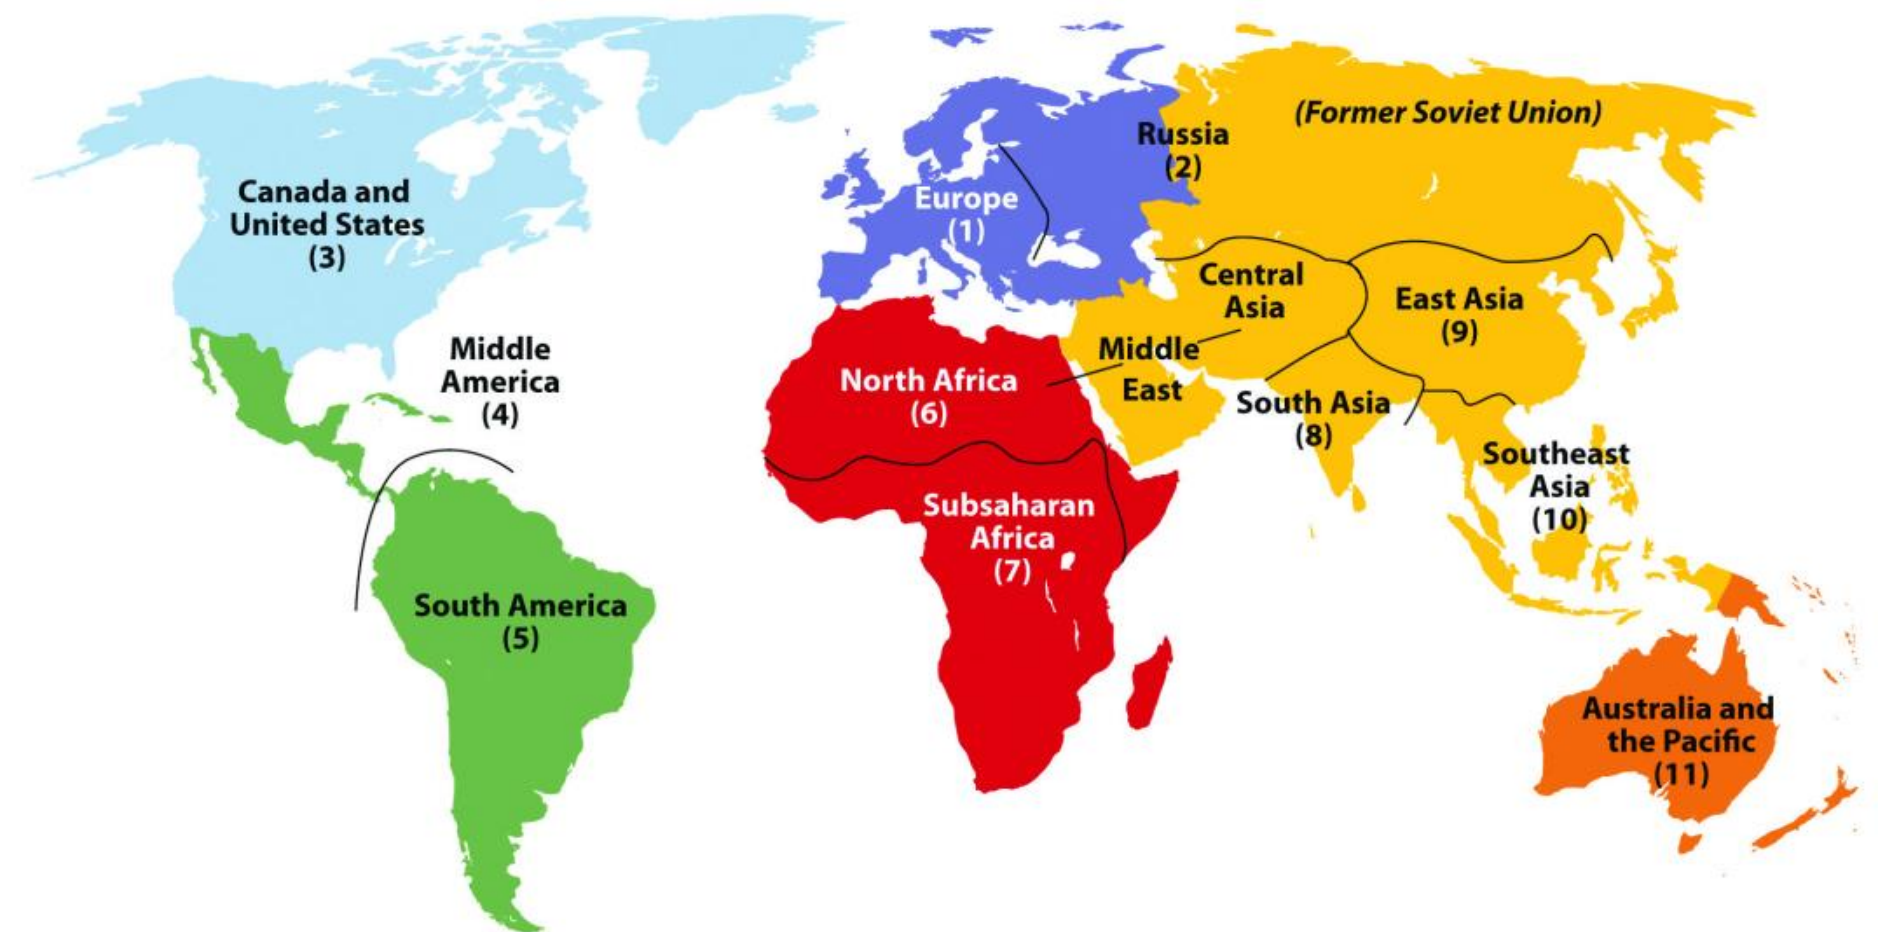 (Former Soviet Union)
Russia
(2)
Canada and
United States
(3)
Europe
(1)
Central
Asia
East Asia
(9)
Middle
America
(4)
Middle
East
North Africa
(6)
South Asia
(8)
Southeast
Asia
(10)
Subsaharan
Africa
(7)
South America
(5)
Australia and
the Pacific
(11)